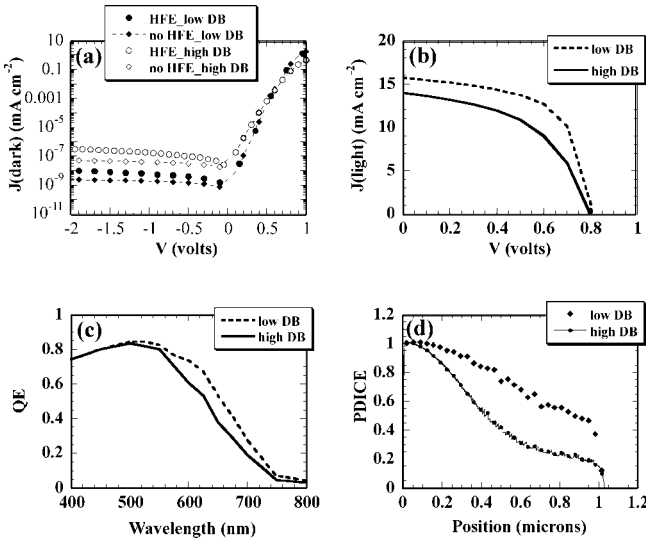 (a)
HFE_low DB
no HFE_low DB
HFE_high DB
no HFE_high DB
J(dark) (mA cm-2)
10
0.1
0.001
10-5
10-7
10-9
10-11
-2 -1.5 -1 -0.5 0 0.5 1
V (volts)
(b)
low DB
high DB
J(light) (mA cm-2)
20
15
10
5
0
0 0.2 0.4 0.6 0.8 1
V (volts)
(c)
low DB
high DB
QE
1
0.8
0.6
0.4
0.2
0
400 500 600 700 800
Wavelength (nm)
(d)
low DB
high DB
PDICE
1.2
1
0.8
0.6
0.4
0.2
0
0 0.2 0.4 0.6 0.8 1 1.2
Position (microns)